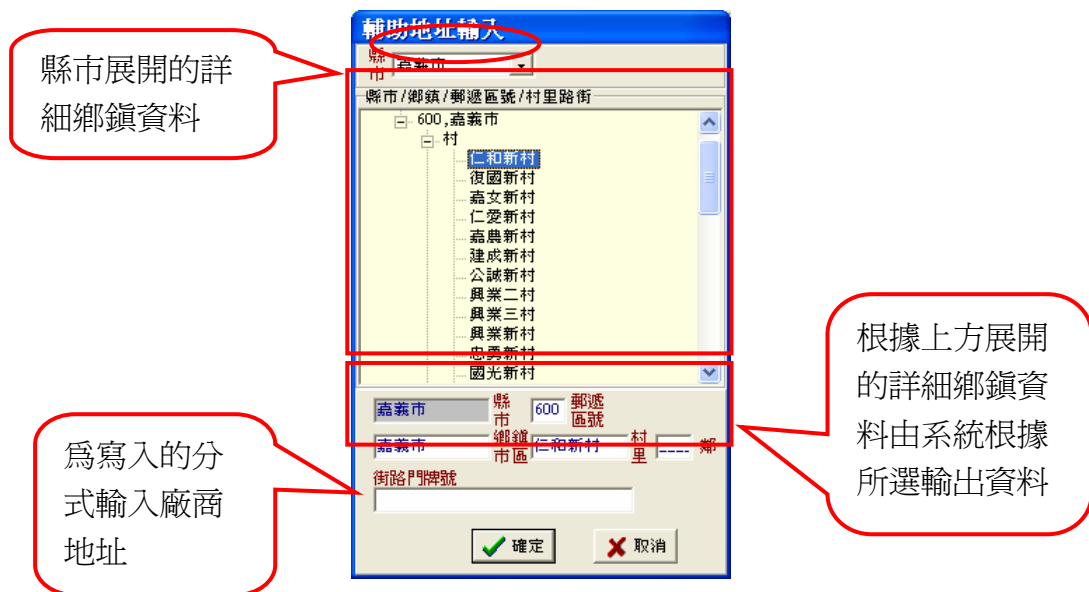 縣市展開的詳
細鄉鎮資料
輔助地址輸入
縣市
嘉義市
縣市/鄉鎮/郵遞區號/村里路街
600,嘉義市
村
仁和新村
復國新村
嘉女新村
仁愛新村
嘉農新村
建成新村
公誠新村
興業二村
興業三村
興業新村
忠勇新村
國光新村
嘉義市 縣市 600 郵遞區號
嘉義市 鄉鎮市區 仁和新村 村里 ____ 鄰
街路門牌號
確定 取消
根據上方展開
的詳細鄉鎮資
料由系統根據
所選輸出資料
為寫入的分
式輸入廠商
地址